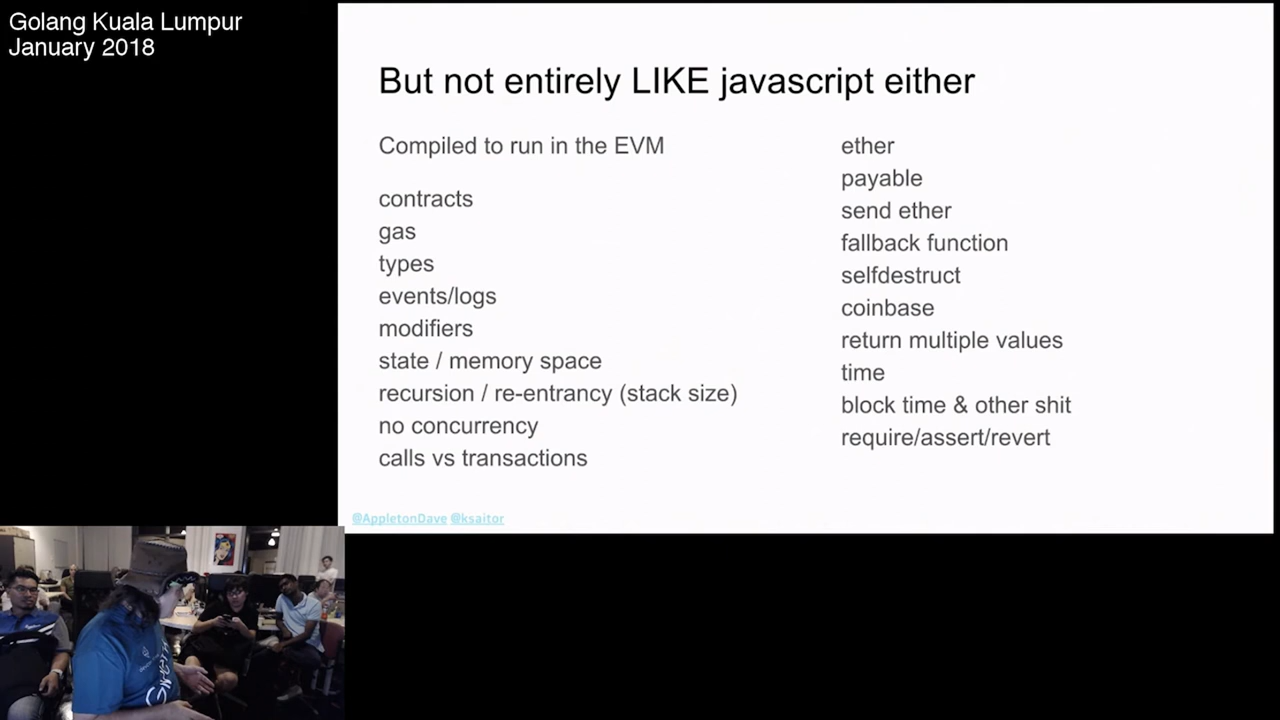 Golang Kuala Lumpur
January 2018
But not entirely LIKE javascript either
Compiled to run in the EVM
contracts
gas
types
events/logs
modifiers
state / memory space
recursion / re-entrancy (stack size)
no concurrency
calls vs transactions
ether
payable
send ether
fallback function
selfdestruct
coinbase
return multiple values
time
block time & other shit
require/assert/revert
@AppletonDave @ksaitor